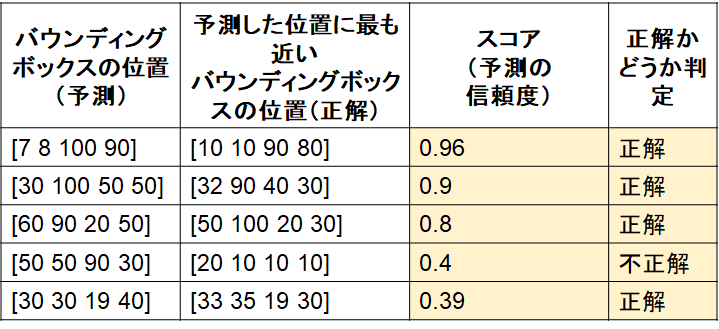 バウンディング
ボックスの位置
（予測）
予測した位置に最も
近い
バウンディングボック
スの位置（正解）
スコア
（予測の
信頼度）
正解か
どうか判
定
[7 8 100 90]
[10 10 90 80]
0.96
正解
[30 100 50 50]
[32 90 40 30]
0.9
正解
[60 90 20 50]
[50 100 20 30]
0.8
正解
[50 50 90 30]
[20 10 10 10]
0.4
不正解
[30 30 19 40]
[33 35 19 30]
0.39
正解